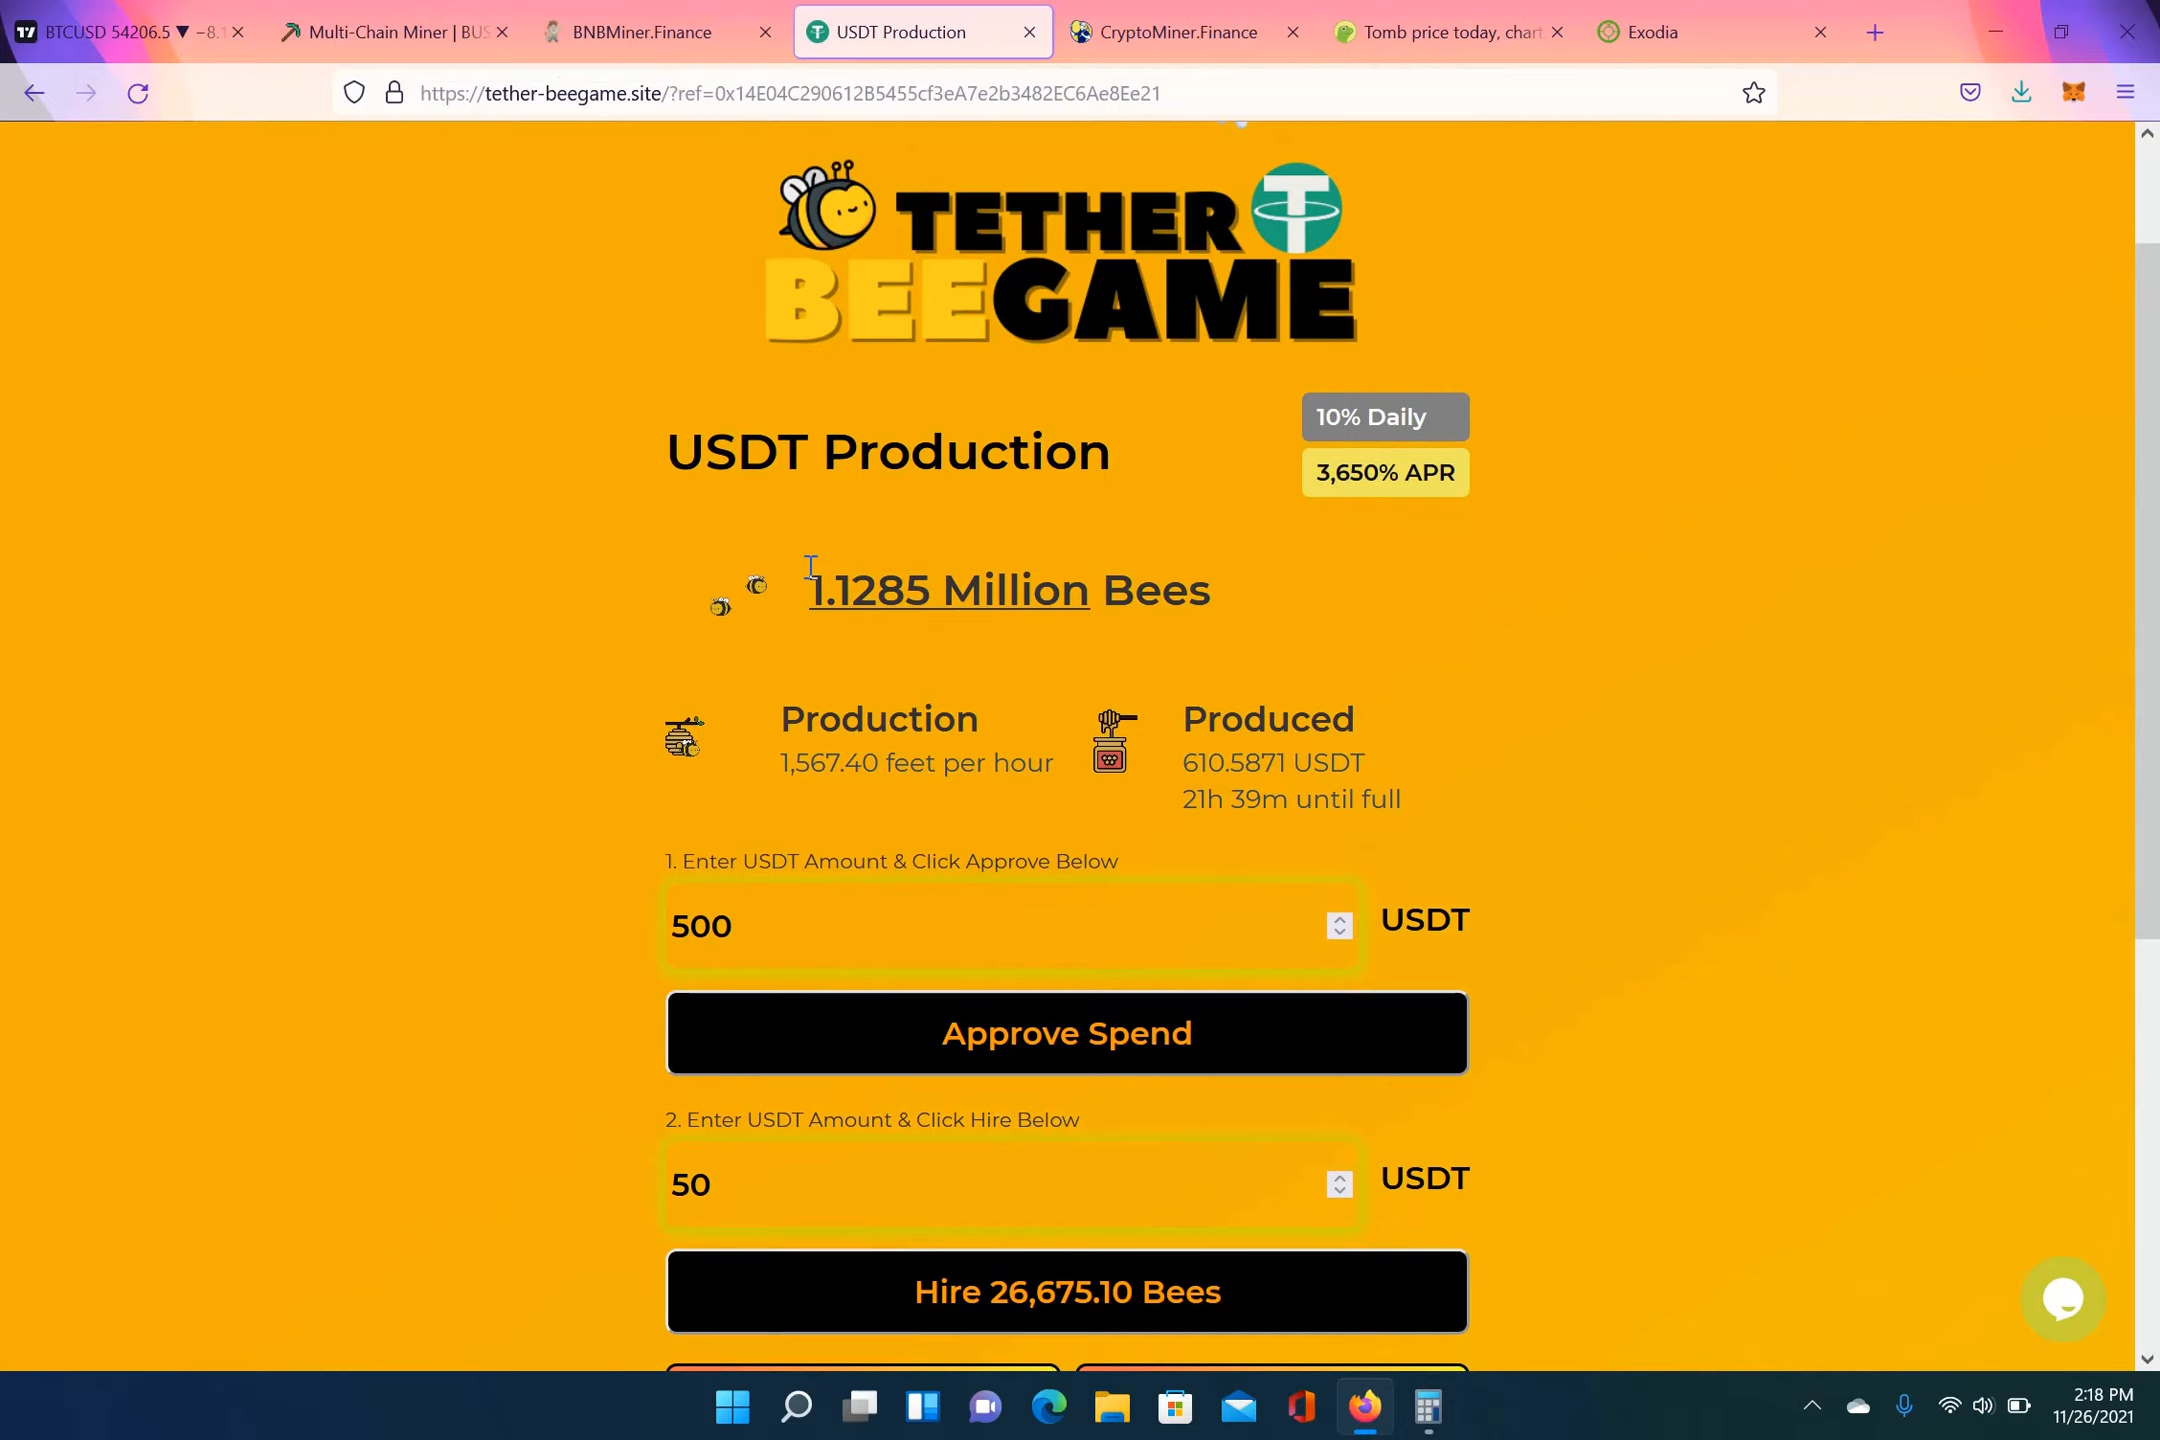 BTCUSD 54206.5 ▼ −8.1
Multi-Chain Miner | BUS
BNBMiner.Finance
USDT Production
CryptoMiner.Finance
Tomb price today, chart
Exodia
https://tether-beegame.site/?ref=0x14E04C290612B5455cf3eA7e2b3482EC6Ae8Ee21
TETHER
BEEGAME
USDT Production
10% Daily
3,650% APR
1.1285 Million Bees
Production
1,567.40 feet per hour
Produced
610.5871 USDT
21h 39m until full
1. Enter USDT Amount & Click Approve Below
500
USDT
Approve Spend
2. Enter USDT Amount & Click Hire Below
50
USDT
Hire 26,675.10 Bees
2:18 PM
11/26/2021